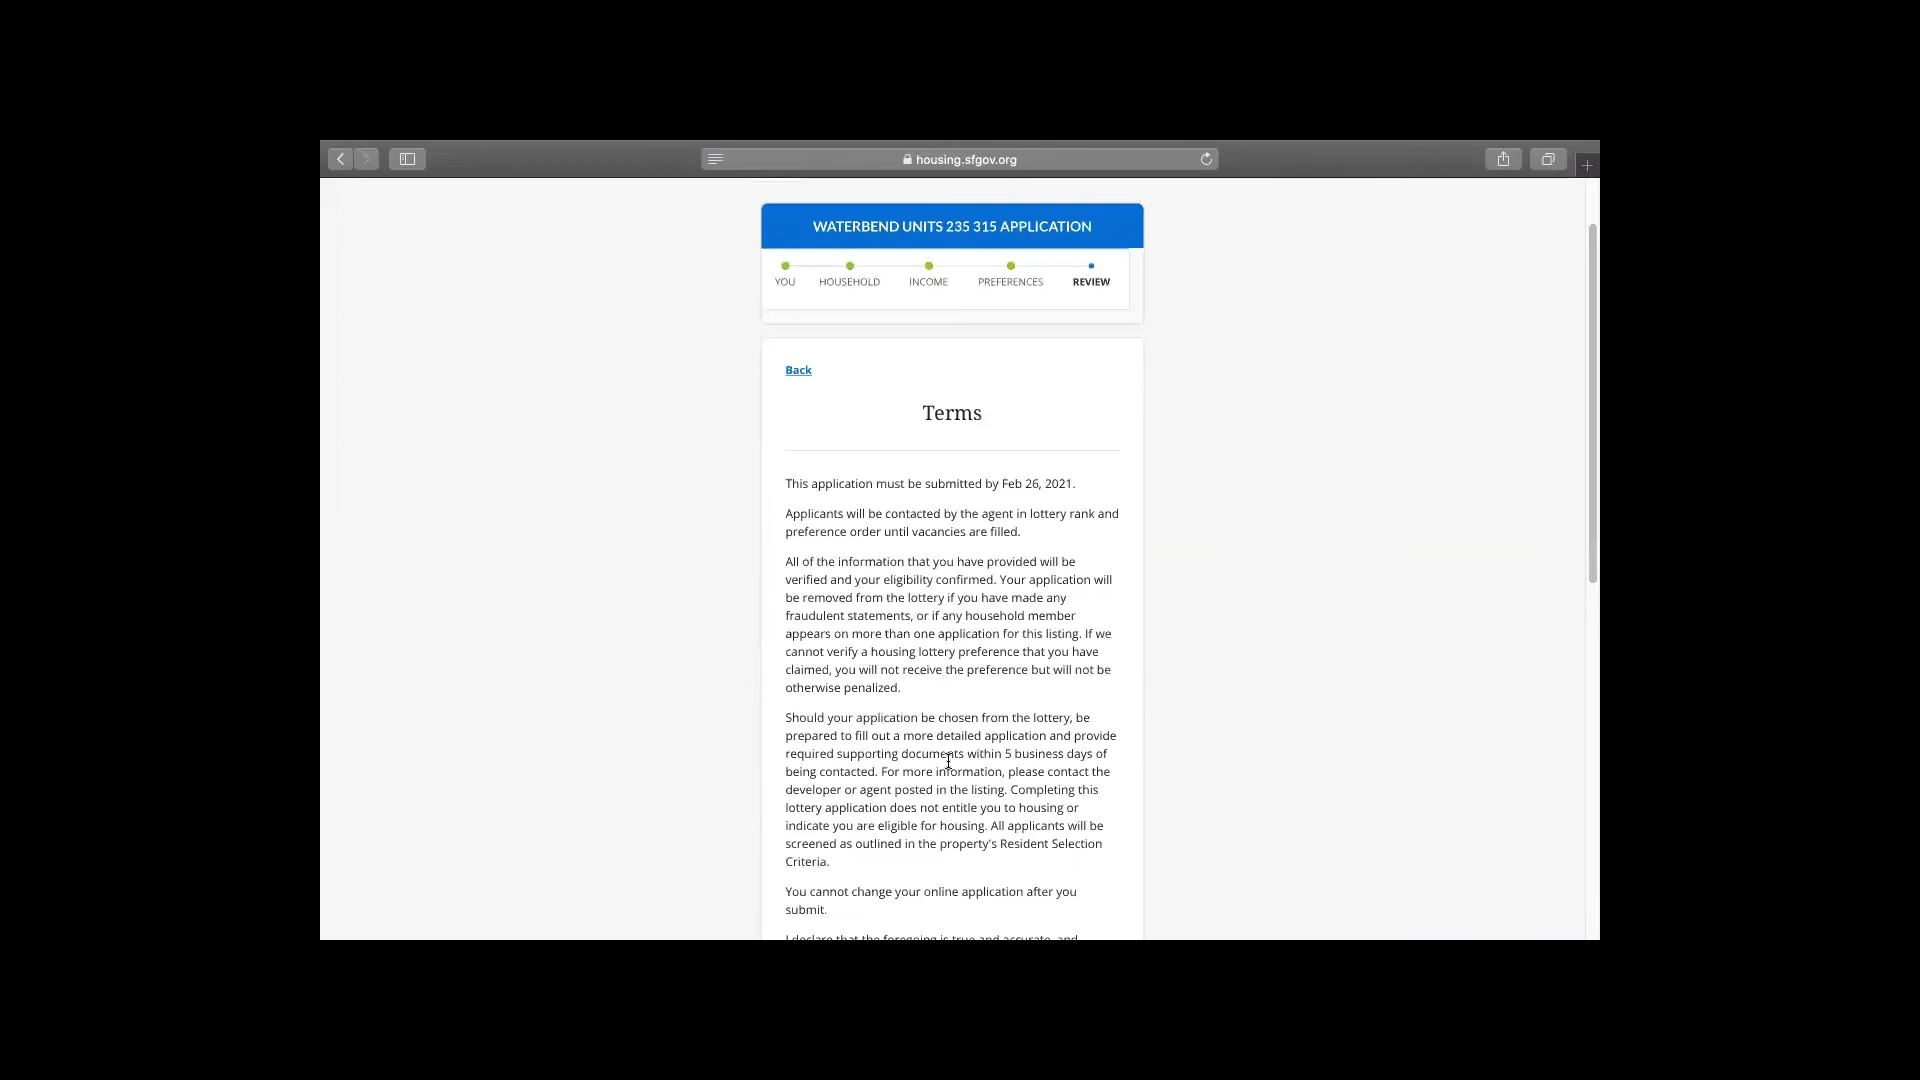 housing.sfgov.org
WATERBEND UNITS 235 315 APPLICATION
YOU HOUSEHOLD INCOME PREFERENCES REVIEW
Back
Terms
This application must be submitted by Feb 26, 2021.
Applicants will be contacted by the agent in lottery rank and
preference order until vacancies are filled.
All of the information that you have provided will be
verified and your eligibility confirmed. Your application will
be removed from the lottery if you have made any
fraudulent statements, or if any household member
appears on more than one application for this listing. If we
cannot verify a housing lottery preference that you have
claimed, you will not receive the preference but will not be
otherwise penalized.
Should your application be chosen from the lottery, be
prepared to fill out a more detailed application and provide
required supporting documents within 5 business days of
being contacted. For more information, please contact the
developer or agent posted in the listing. Completing this
lottery application does not entitle you to housing or
indicate you are eligible for housing. All applicants will be
screened as outlined in the property's Resident Selection
Criteria.
You cannot change your online application after you
submit.
I declare that the foregoing is true and accurate, and